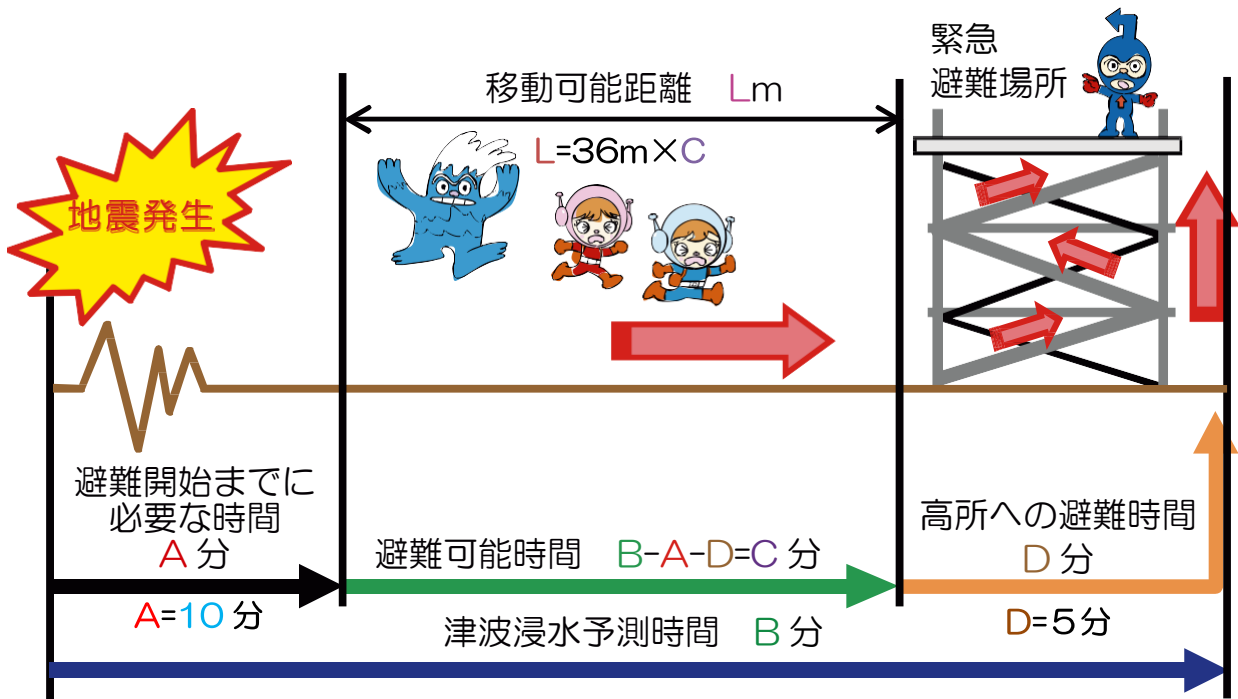 緊急
避難場所
移動可能距離 Lm
L=36m×C
地震発生
避難開始までに
必要な時間
A 分
A=10 分
避難可能時間 B-A-D=C 分
高所への避難時間
D 分
D=5分
津波浸水予測時間 B 分